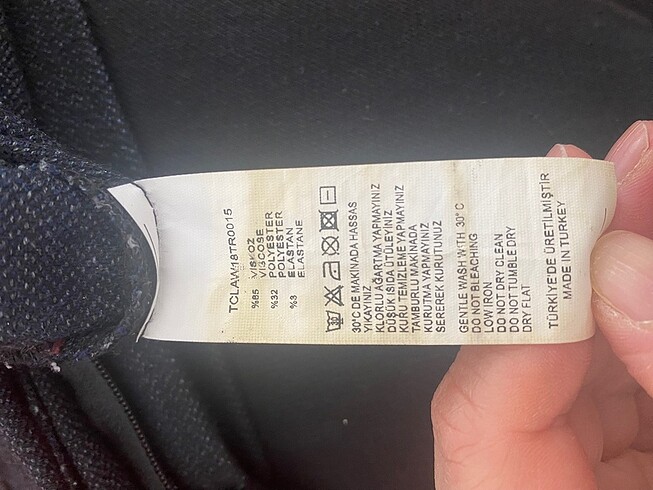 TCLAW18TR0015
%65 VİSKOZ
VISCOSE
%32 POLYESTER
POLYESTER
%3 ELASTAN
ELASTANE
30°C DE MAKİNADA HASSAS
YIKAYINIZ
KLORLU AĞARTMA YAPMAYINIZ
DÜŞÜK ISIDA ÜTÜLEYİNİZ
KURU TEMİZLEME YAPMAYINIZ
TAMBURLU MAKİNADA
KURUTMA YAPMAYINIZ
SEREREK KURUTUNUZ
GENTLE WASH WITH 30° C
DO NOT BLEACHING
LOW IRON
DO NOT DRY CLEAN
DO NOT TUMBLE DRY
DRY FLAT
TÜRKİYE'DE ÜRETİLMİŞTİR
MADE IN TURKEY